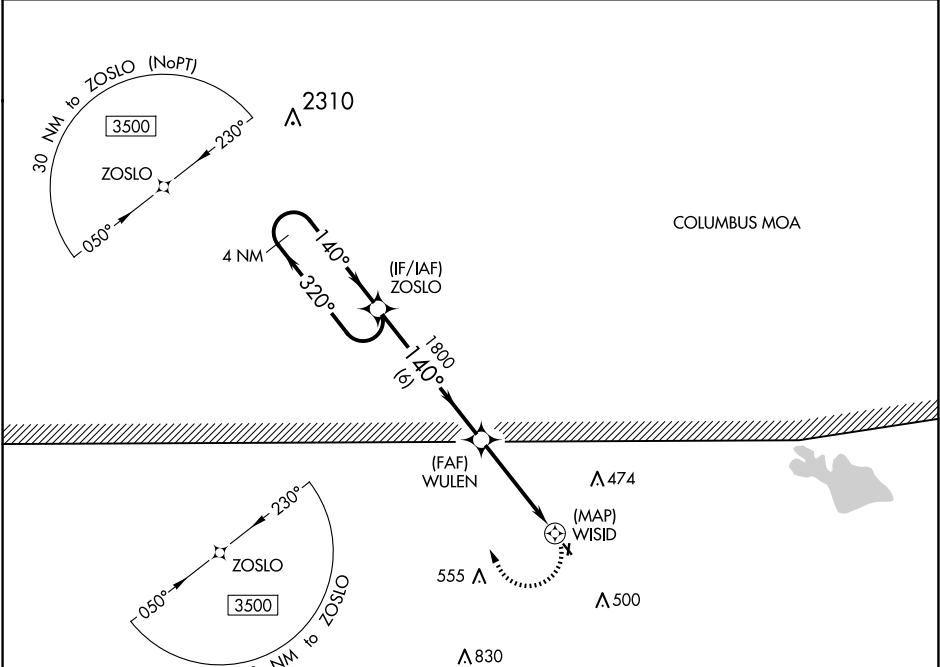 30 NM to ZOSLO (NoPT)
3500
230°
ZOSLO
050°
2310
COLUMBUS MOA
4 NM
140°
320°
(IF/IAF)
ZOSLO
1800
140°
(6)
(FAF)
WULEN
474
(MAP)
WISID
555
500
830
230°
ZOSLO
050°
3500
NM to ZOSLO